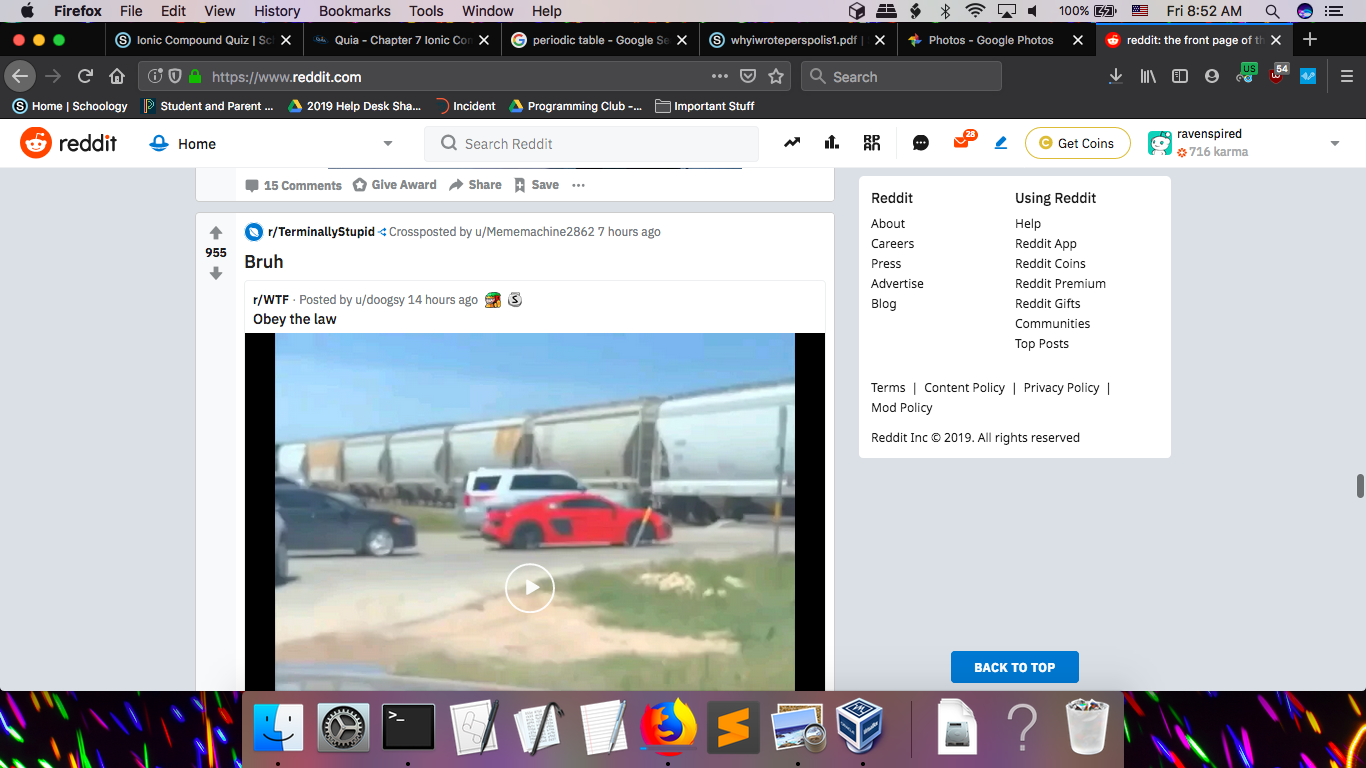 Firefox File Edit View History Bookmarks Tools Window Help 100% Fri 8:52 AM
Ionic Compound Quiz | Sch
Quia - Chapter 7 Ionic Com
periodic table - Google Se
whyiwroteperspolis1.pdf |
Photos - Google Photos
reddit: the front page of th
https://www.reddit.com
Search
US
54
Home | Schoology
Student and Parent ...
2019 Help Desk Sha...
Incident
Programming Club -...
Important Stuff
reddit
Home
Search Reddit
28
Get Coins
ravenspired
716 karma
15 Comments Give Award Share Save
r/TerminallyStupid Crossposted by u/Mememachine2862 7 hours ago
955
Bruh
r/WTF · Posted by u/doogsy 14 hours ago
Obey the law
Reddit
About
Careers
Press
Advertise
Blog
Using Reddit
Help
Reddit App
Reddit Coins
Reddit Premium
Reddit Gifts
Communities
Top Posts
Terms | Content Policy | Privacy Policy |
Mod Policy
Reddit Inc © 2019. All rights reserved
BACK TO TOP